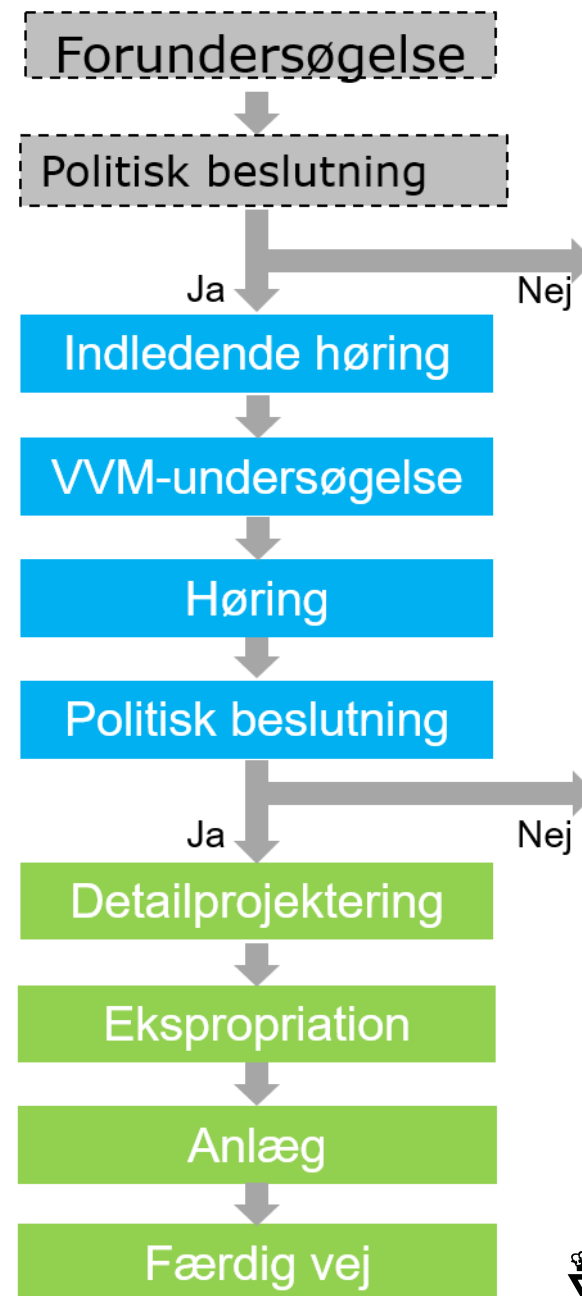 Forundersøgelse
Politisk beslutning
Ja
Nej
Indledende høring
VVM-undersøgelse
Høring
Politisk beslutning
Ja
Nej
Detailprojektering
Ekspropriation
Anlæg
Færdig vej